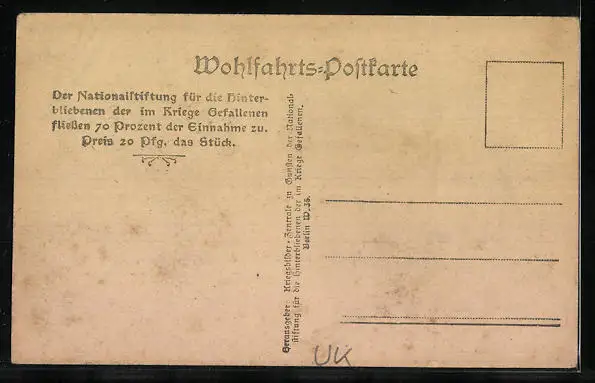 Wohlfahrts-Postkarte
Der Nationalstiftung für die Hinter-
bliebenen der im Kriege Gefallenen
fließen 70 Prozent der Einnahme zu.
Preis 20 Pfg. das Stück.
Herausgeber: Kriegsbilder-Zentrale zu Gunsten der National-
stiftung für die Hinterbliebenen der im Kriege Gefallenen.
Berlin W. 35.
UK